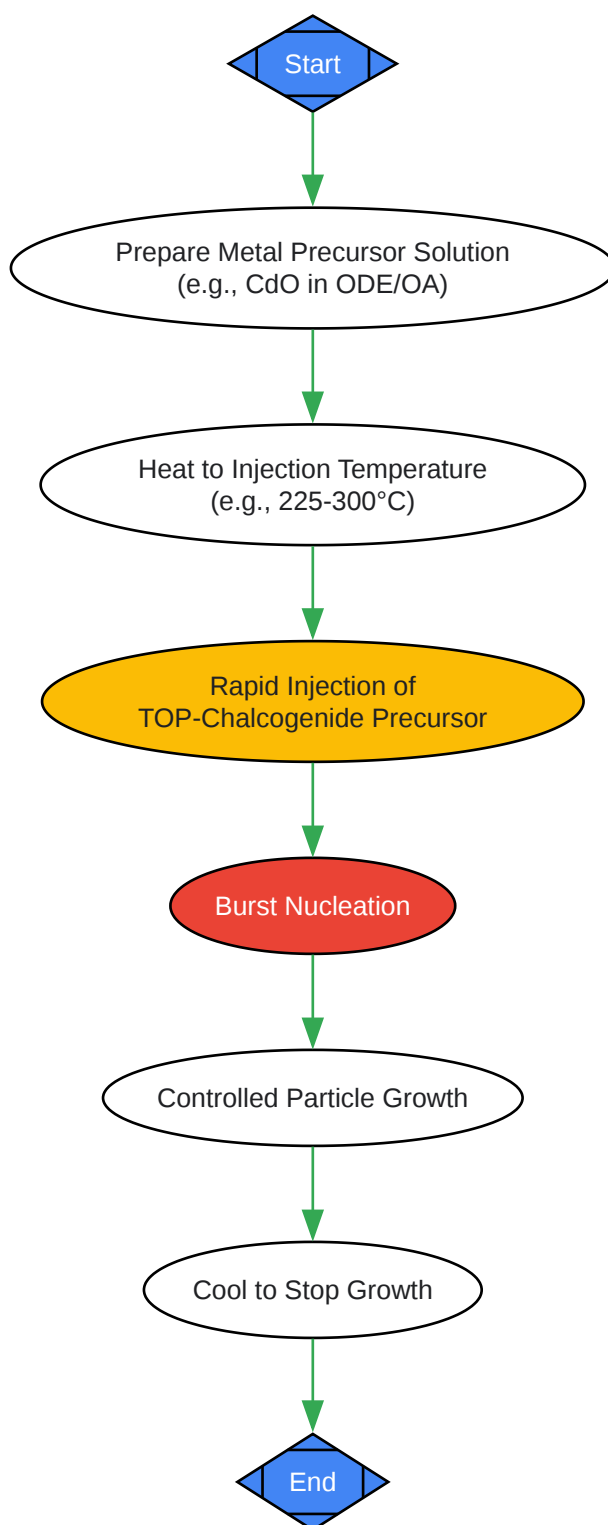 Start
Prepare Metal Precursor Solution
(e.g., CdO in ODE/OA)
Heat to Injection Temperature
(e.g., 225-300°C)
Rapid Injection of
TOP-Chalcogenide Precursor
Burst Nucleation
Controlled Particle Growth
Cool to Stop Growth
End